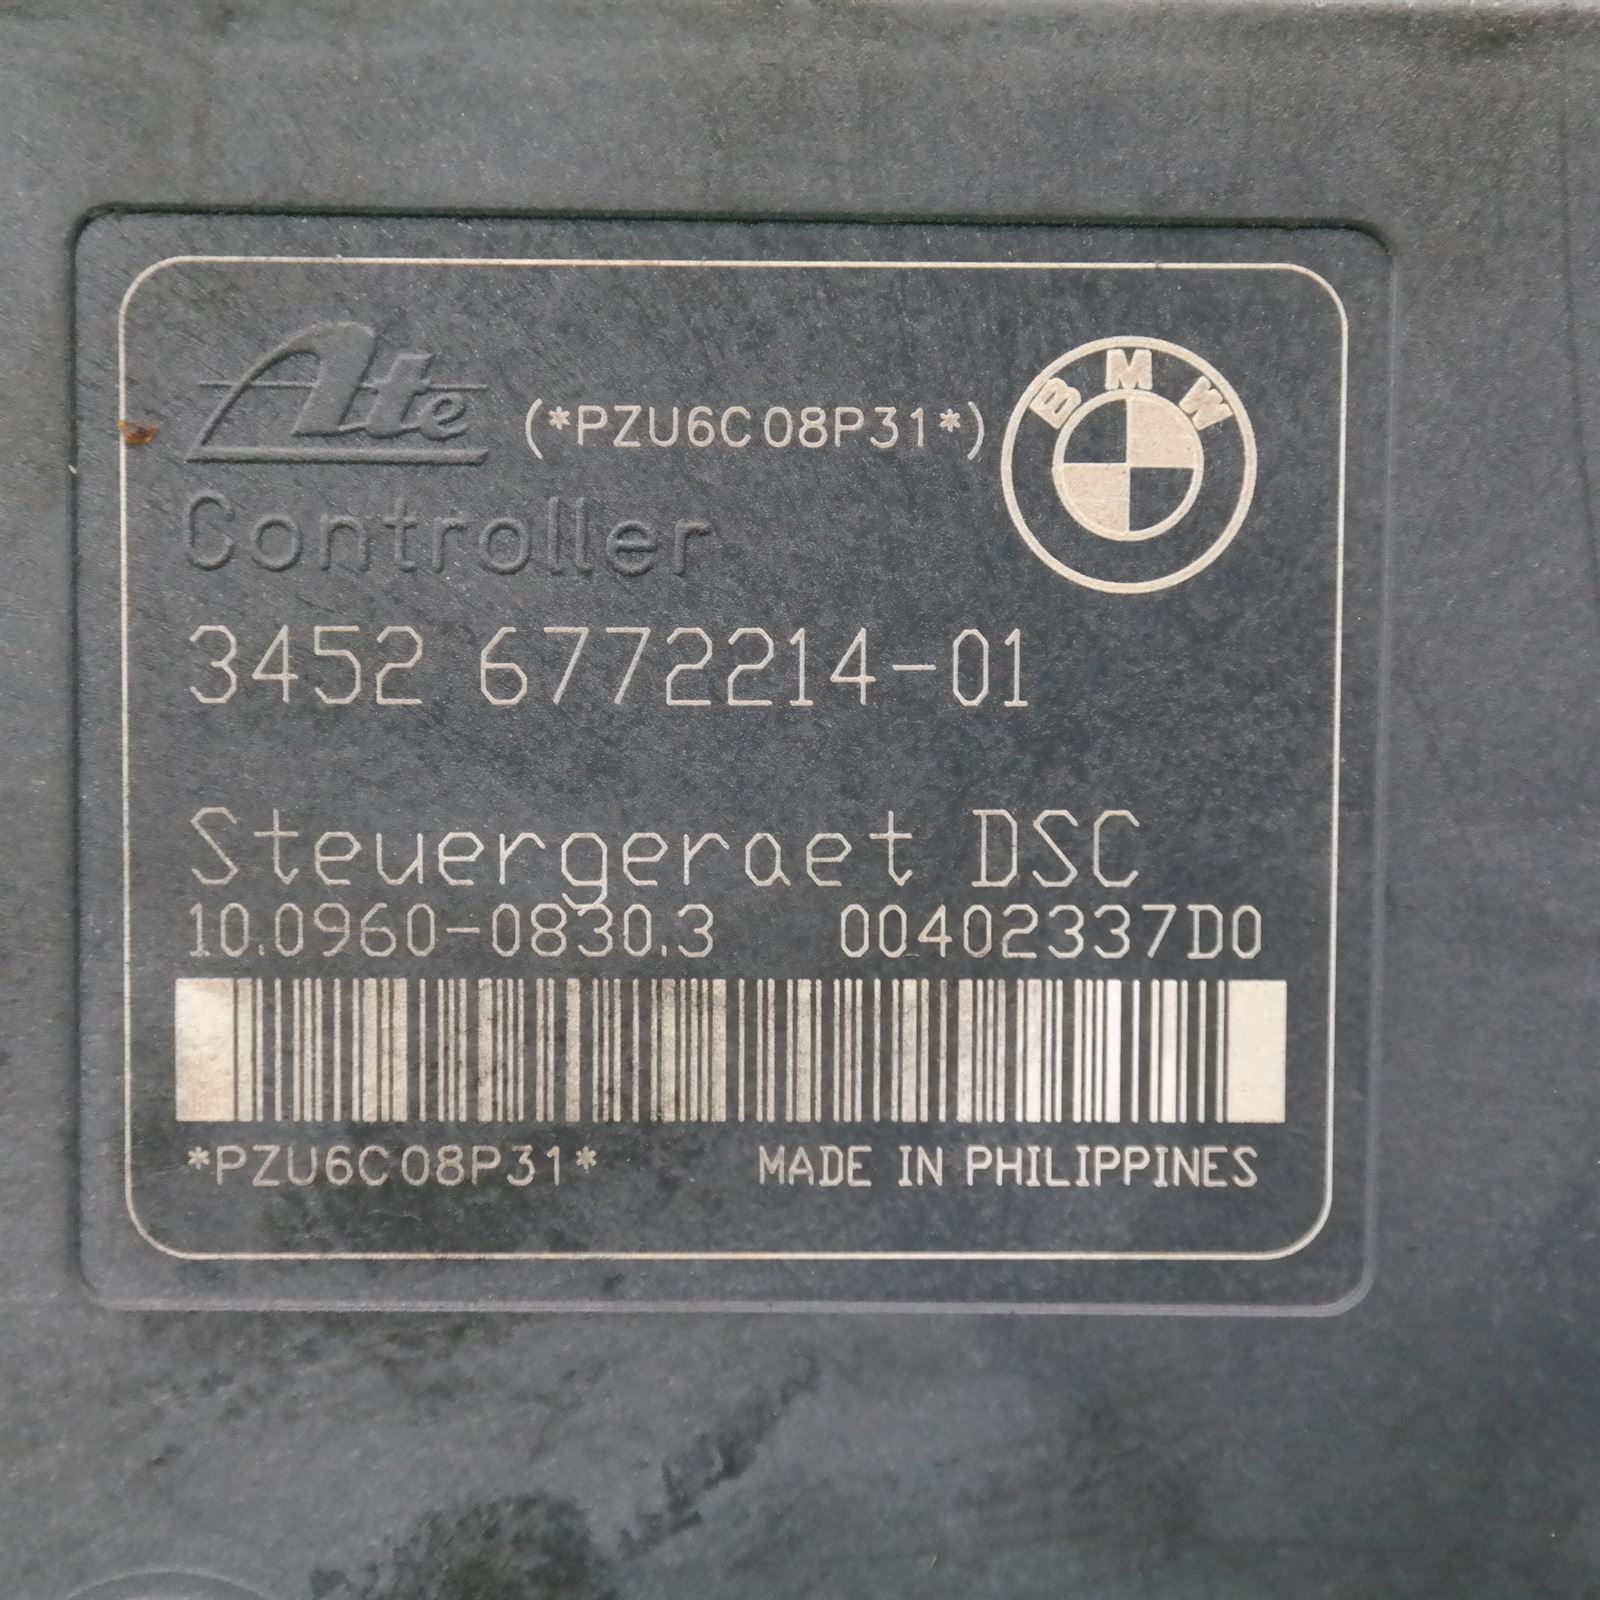 Ate (*PZU6C08P31*) BMW
Controller
3452 6772214-01
Steuergeraet DSC
10.0960-0830.3 00402337D0
*PZU6C08P31* MADE IN PHILIPPINES